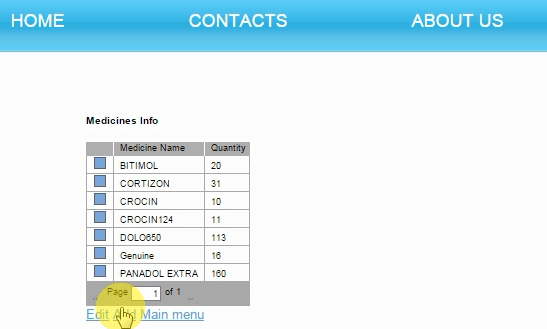 HOME CONTACTS ABOUT US
Medicines Info
Medicine Name Quantity
BITIMOL 20
CORTIZON 31
CROCIN 10
CROCIN124 11
DOLO650 113
Genuine 16
PANADOL EXTRA 160
.. Page 1 of 1 ..
Edit Add Main menu